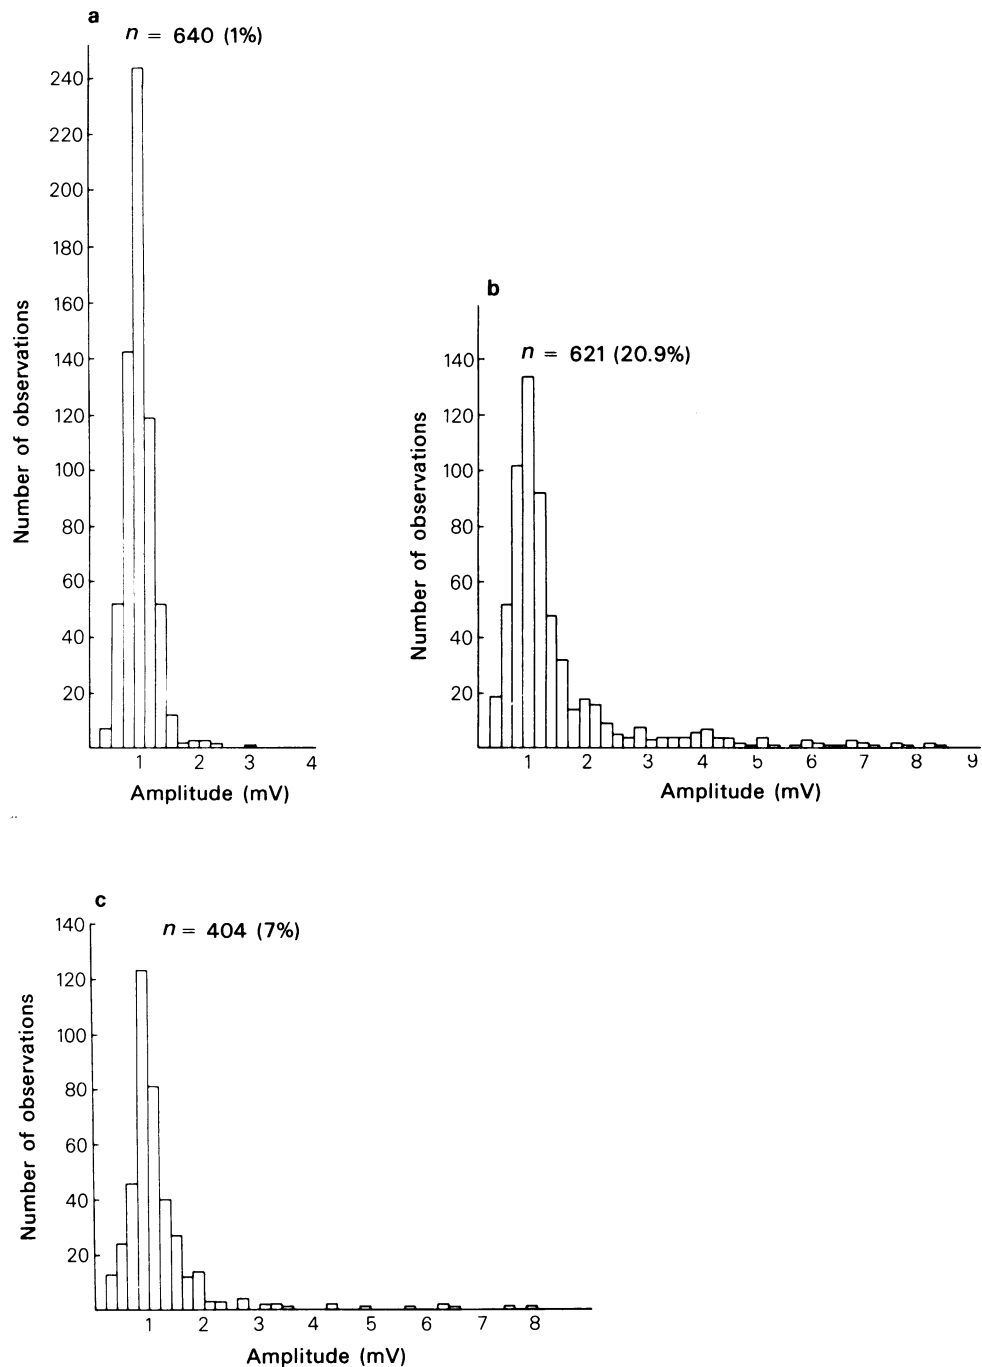 a
n = 640 (1%)
240
220
200
180
160
140
120
100
80
60
40
20
Number of observations
1 2 3 4
Amplitude (mV)
b
n = 621 (20.9%)
140
120
100
80
60
40
20
Number of observations
1 2 3 4 5 6 7 8 9
Amplitude (mV)
c
n = 404 (7%)
140
120
100
80
60
40
20
Number of observations
1 2 3 4 5 6 7 8
Amplitude (mV)